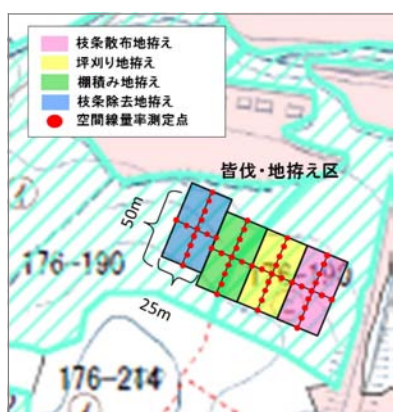 枝条散布地拵え
坪刈り地拵え
棚積み地拵え
枝条除去地拵え
空間線量率測定点
皆伐・地拵え区
50m
25m
176-190
176-190
176-214